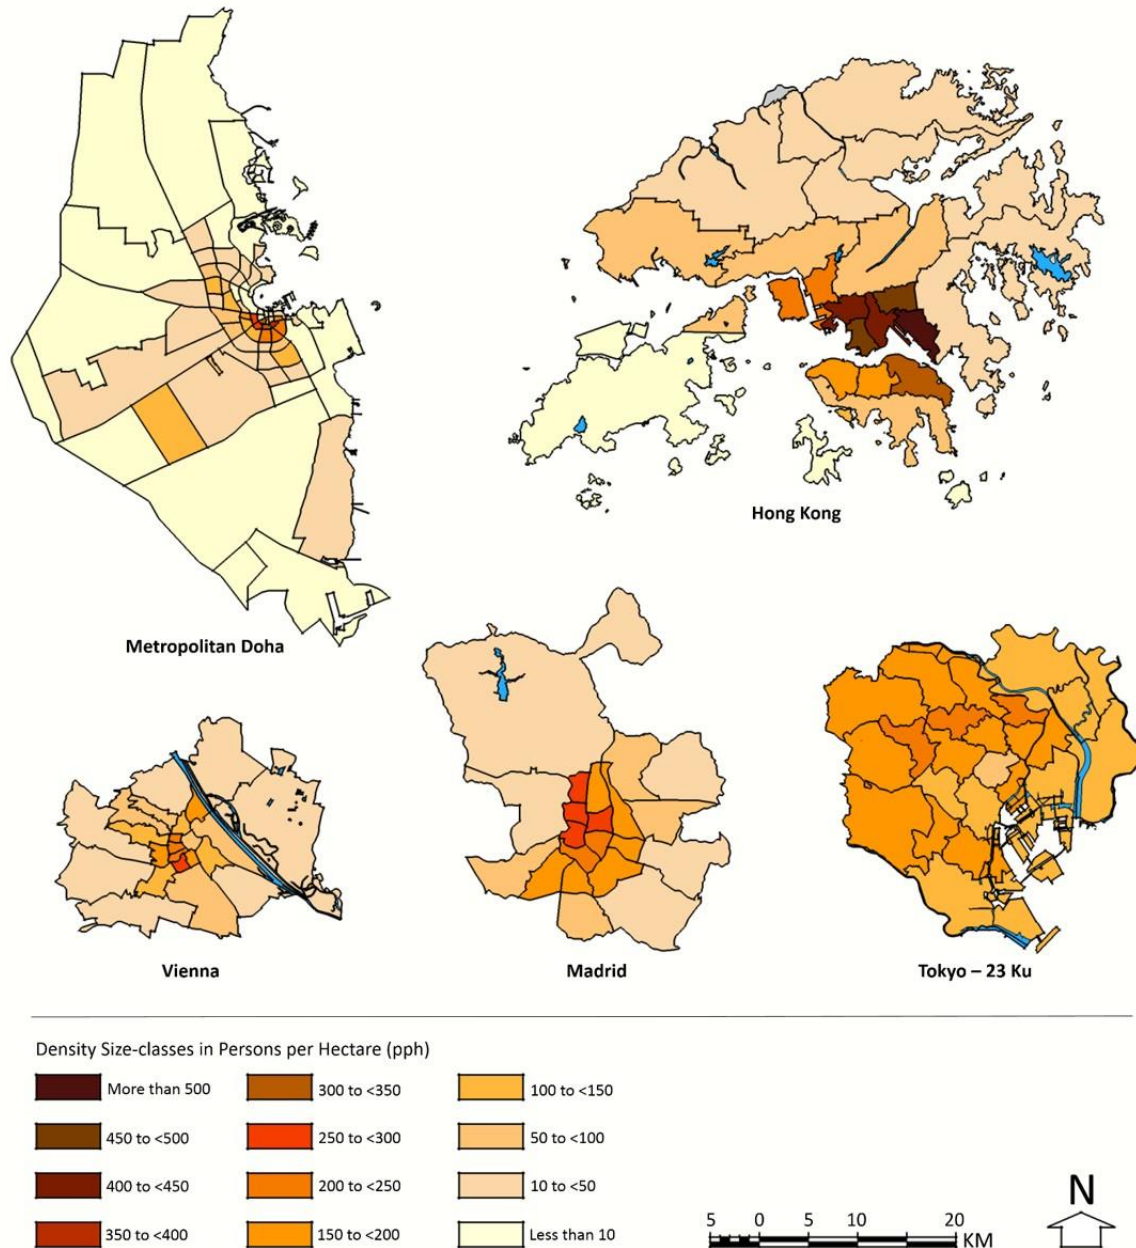 Hong Kong
Metropolitan Doha
Vienna
Madrid
Tokyo – 23 Ku
Density Size-classes in Persons per Hectare (pph)
More than 500
300 to <350
100 to <150
450 to <500
250 to <300
50 to <100
400 to <450
200 to <250
10 to <50
350 to <400
150 to <200
Less than 10
5 0 5 10 20
KM
N